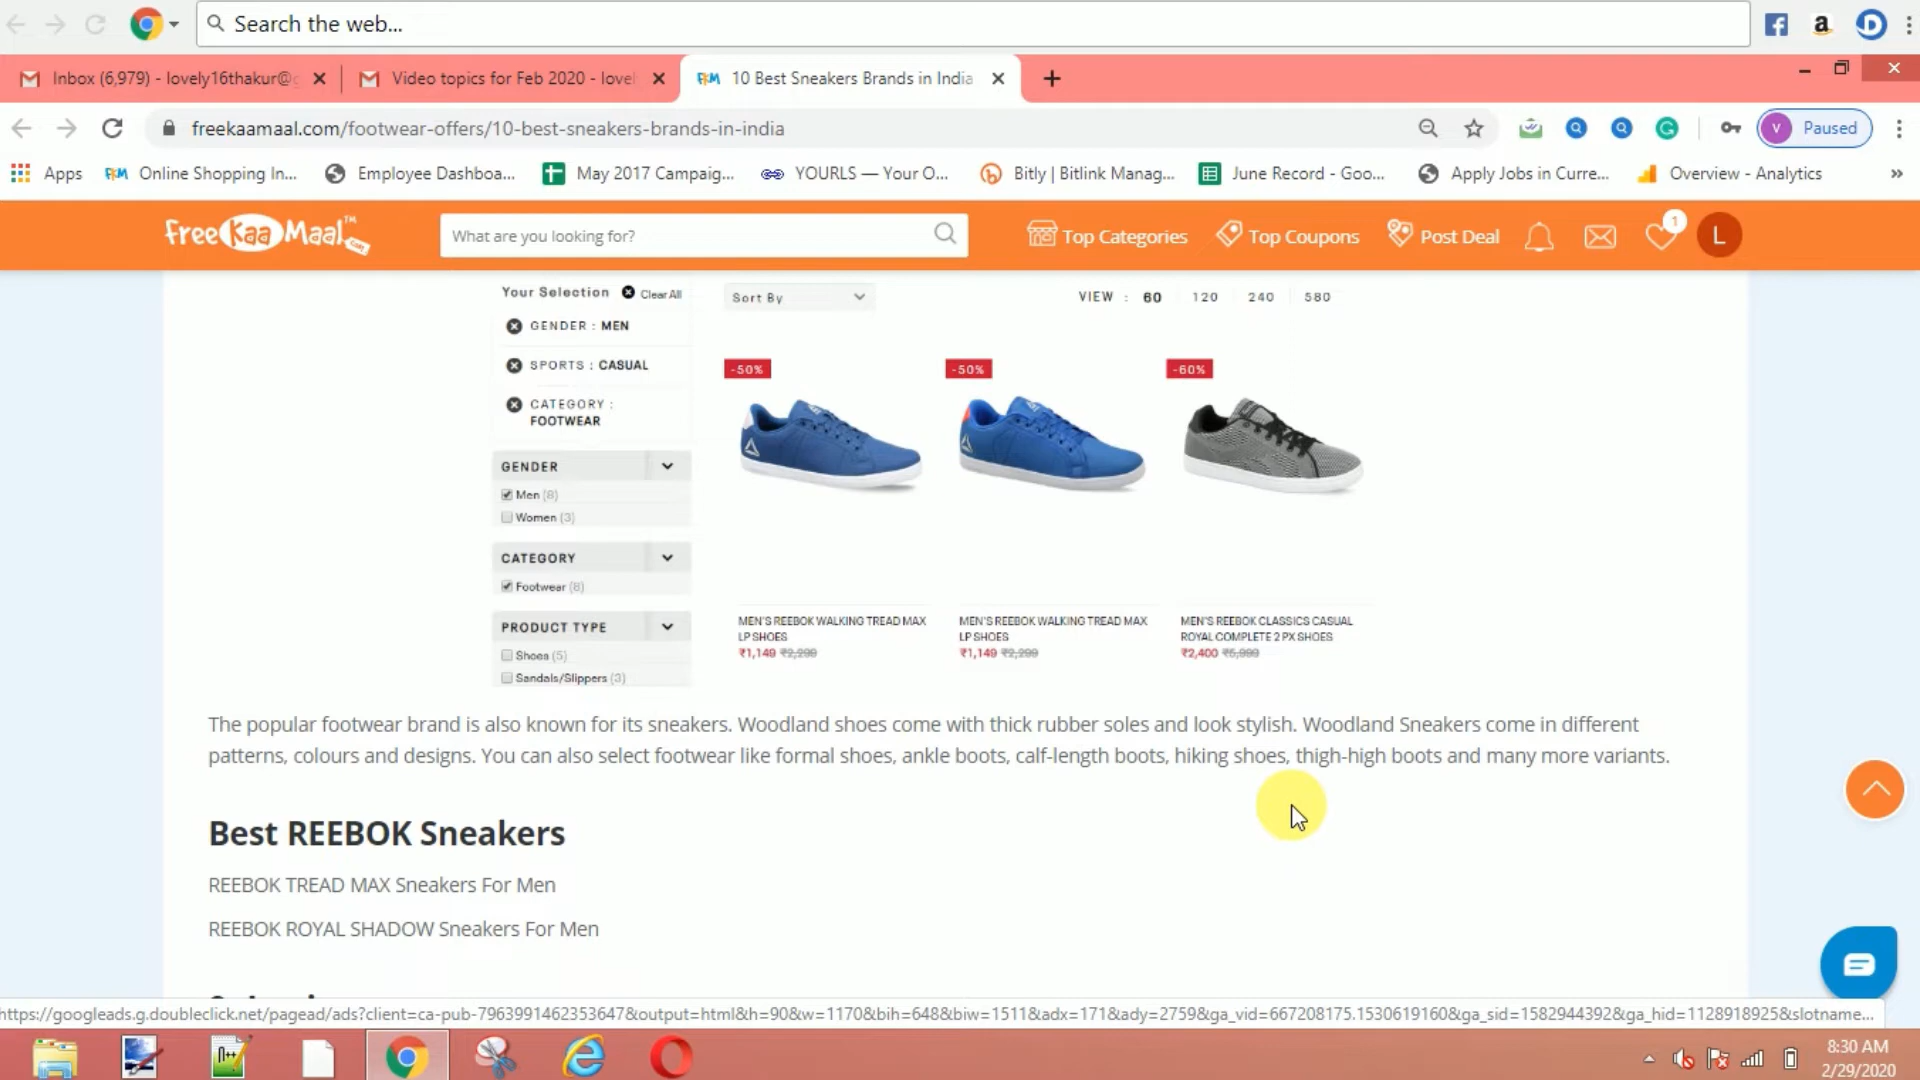 Search the web...
Inbox (6,979) - lovely16thakur@g
Video topics for Feb 2020 - lovel
FKM 10 Best Sneakers Brands in India
freekaamaal.com/footwear-offers/10-best-sneakers-brands-in-india
V Paused
Apps
FKM Online Shopping In...
Employee Dashboa...
May 2017 Campaig...
YOURLS — Your O...
Bitly | Bitlink Manag...
June Record - Goo...
Apply Jobs in Curre...
Overview - Analytics
»
Free Kaa Maal™ .com
What are you looking for?
Top Categories
Top Coupons
Post Deal
1
L
Your Selection Clear All
Sort By
VIEW : 60 120 240 580
GENDER : MEN
SPORTS : CASUAL
CATEGORY :
FOOTWEAR
GENDER
Men (8)
Women (3)
CATEGORY
Footwear (8)
PRODUCT TYPE
Shoes (5)
Sandals/Slippers (3)
-50% -50% -60%
MEN'S REEBOK WALKING TREAD MAX
LP SHOES
₹1,149 ₹2,299
MEN'S REEBOK WALKING TREAD MAX
LP SHOES
₹1,149 ₹2,299
MEN'S REEBOK CLASSICS CASUAL
ROYAL COMPLETE 2 PX SHOES
₹2,400 ₹5,999
The popular footwear brand is also known for its sneakers. Woodland shoes come with thick rubber soles and look stylish. Woodland Sneakers come in different
patterns, colours and designs. You can also select footwear like formal shoes, ankle boots, calf-length boots, hiking shoes, thigh-high boots and many more variants.
Best REEBOK Sneakers
REEBOK TREAD MAX Sneakers For Men
REEBOK ROYAL SHADOW Sneakers For Men
https://googleads.g.doubleclick.net/pagead/ads?client=ca-pub-7963991462353647&output=html&h=90&w=1170&bih=648&biw=1511&adx=171&ady=2759&ga_vid=667208175.1530619160&ga_sid=1582944392&ga_hid=1128918925&slotname...
8:30 AM
2/29/2020